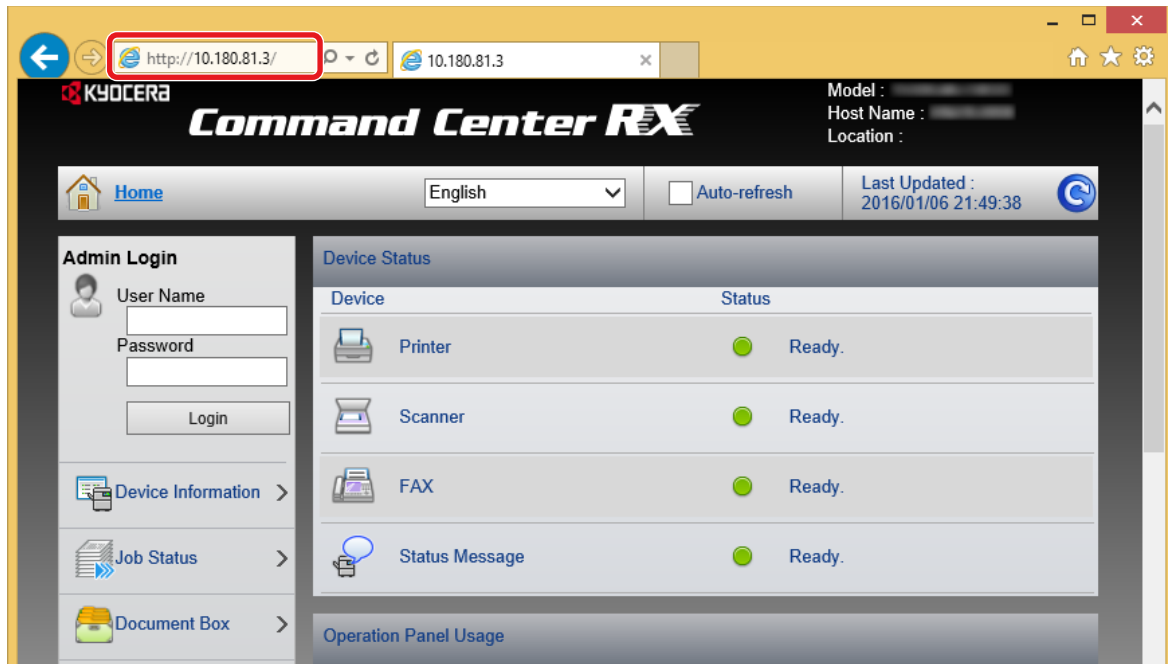 http://10.180.81.3/
10.180.81.3
KYOCERA
Command Center RX
Model :
Host Name :
Location :
Home
English
Auto-refresh
Last Updated :
2016/01/06 21:49:38
Admin Login
User Name
Password
Login
Device Information
Job Status
Document Box
Device Status
Device Status
Printer Ready.
Scanner Ready.
FAX Ready.
Status Message Ready.
Operation Panel Usage